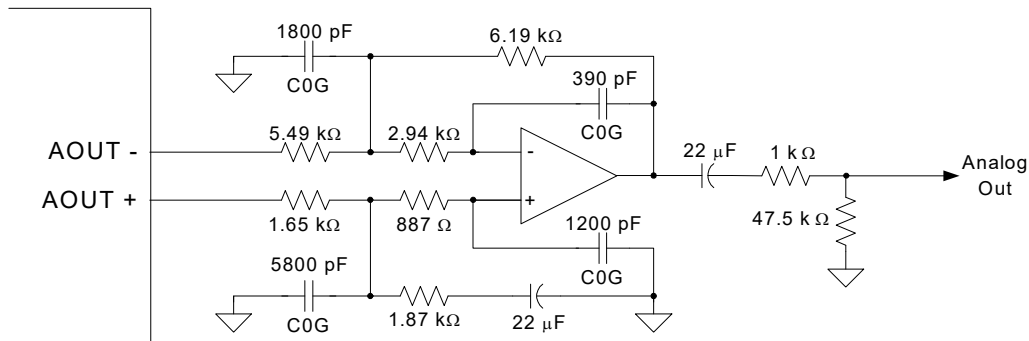 1800 pF
C0G
6.19 kΩ
390 pF
C0G
AOUT -
5.49 kΩ
2.94 kΩ
-
22 µF
1 kΩ
Analog
Out
AOUT +
1.65 kΩ
887 Ω
+
1200 pF
C0G
47.5 kΩ
5800 pF
C0G
1.87 kΩ
22 µF